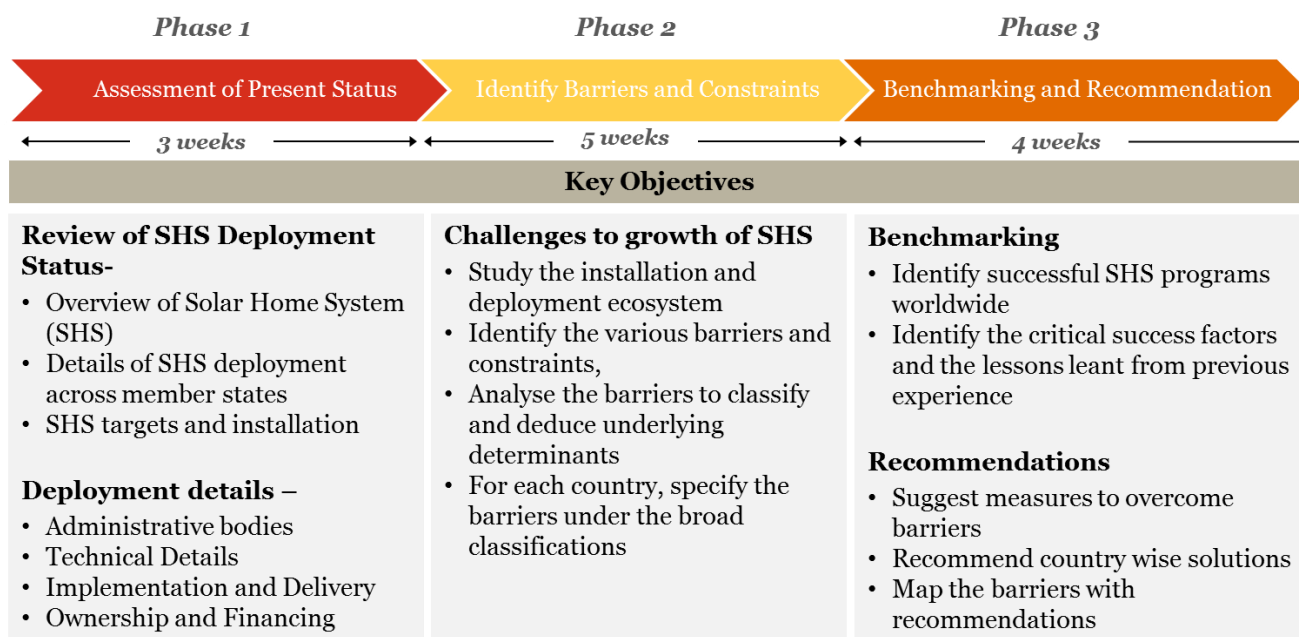 Phase 1
Phase 2
Phase 3
Assessment of Present Status
Identify Barriers and Constraints
Benchmarking and Recommendation
3 weeks
5 weeks
4 weeks
Key Objectives
Review of SHS Deployment
Status-
• Overview of Solar Home System
(SHS)
• Details of SHS deployment
across member states
• SHS targets and installation
Deployment details –
• Administrative bodies
• Technical Details
• Implementation and Delivery
• Ownership and Financing
Challenges to growth of SHS
• Study the installation and
deployment ecosystem
• Identify the various barriers and
constraints,
• Analyse the barriers to classify
and deduce underlying
determinants
• For each country, specify the
barriers under the broad
classifications
Benchmarking
• Identify successful SHS programs
worldwide
• Identify the critical success factors
and the lessons leant from previous
experience
Recommendations
• Suggest measures to overcome
barriers
• Recommend country wise solutions
• Map the barriers with
recommendations